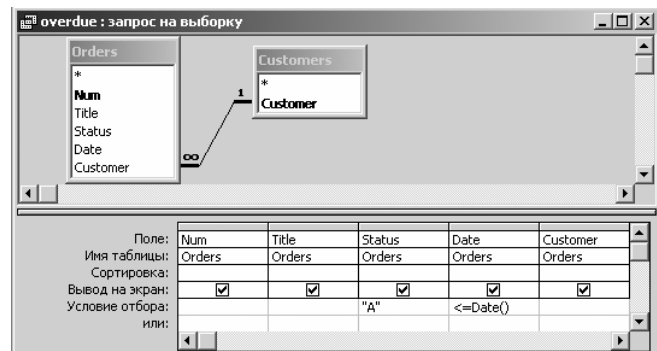 overdue : запрос на выборку
Orders
*
Num
Title
Status
Date
Customer
Customers
*
Customer
1
∞
Поле: Num Title Status Date Customer
Имя таблицы: Orders Orders Orders Orders Orders
Сортировка:
Вывод на экран:
Условие отбора: "A" <=Date()
или: